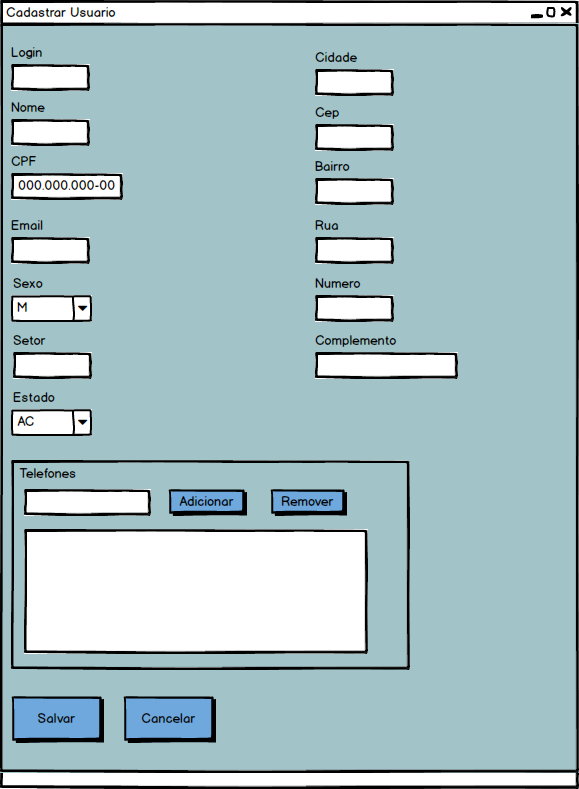 Cadastrar Usuario
Login
Nome
CPF
000.000.000-00
Email
Sexo
M
Setor
Estado
AC
Cidade
Cep
Bairro
Rua
Numero
Complemento
Telefones
Adicionar
Remover
Salvar
Cancelar